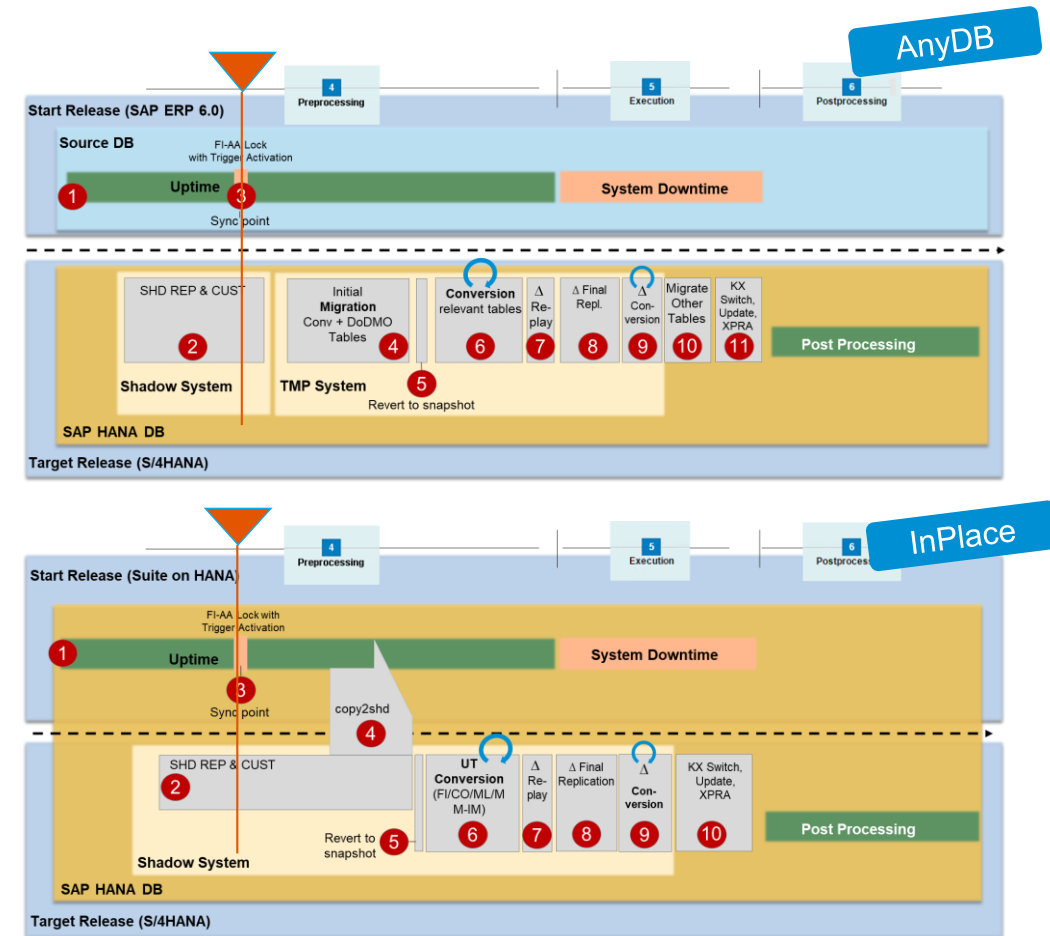 AnyDB
4
Preprocessing
5
Execution
6
Postprocessing
Start Release (SAP ERP 6.0)
Source DB
FI-AA Lock
with Trigger Activation
1
Uptime
3
System Downtime
Sync point
SHD REP & CUST
2
Shadow System
Initial
Migration
Conv + DoDMO
Tables
4
TMP System
5
Revert to snapshot
Conversion
relevant tables
6
Δ
Re-
play
7
Δ Final
Repl.
8
Δ
Con-
version
9
Migrate
Other
Tables
10
KX
Switch,
Update,
XPRA
11
Post Processing
SAP HANA DB
Target Release (S/4HANA)
InPlace
4
Preprocessing
5
Execution
6
Postproces
Start Release (Suite on HANA)
FI-AA Lock with
Trigger Activation
1
Uptime
3
System Downtime
Sync point
copy2shd
4
SHD REP & CUST
2
Revert to
snapshot
5
UT
Conversion
(FI/CO/ML/M
M-IM)
6
Δ
Re-
play
7
Δ Final
Replication
8
Δ
Con-
version
9
KX Switch,
Update,
XPRA
10
Post Processing
Shadow System
SAP HANA DB
Target Release (S/4HANA)